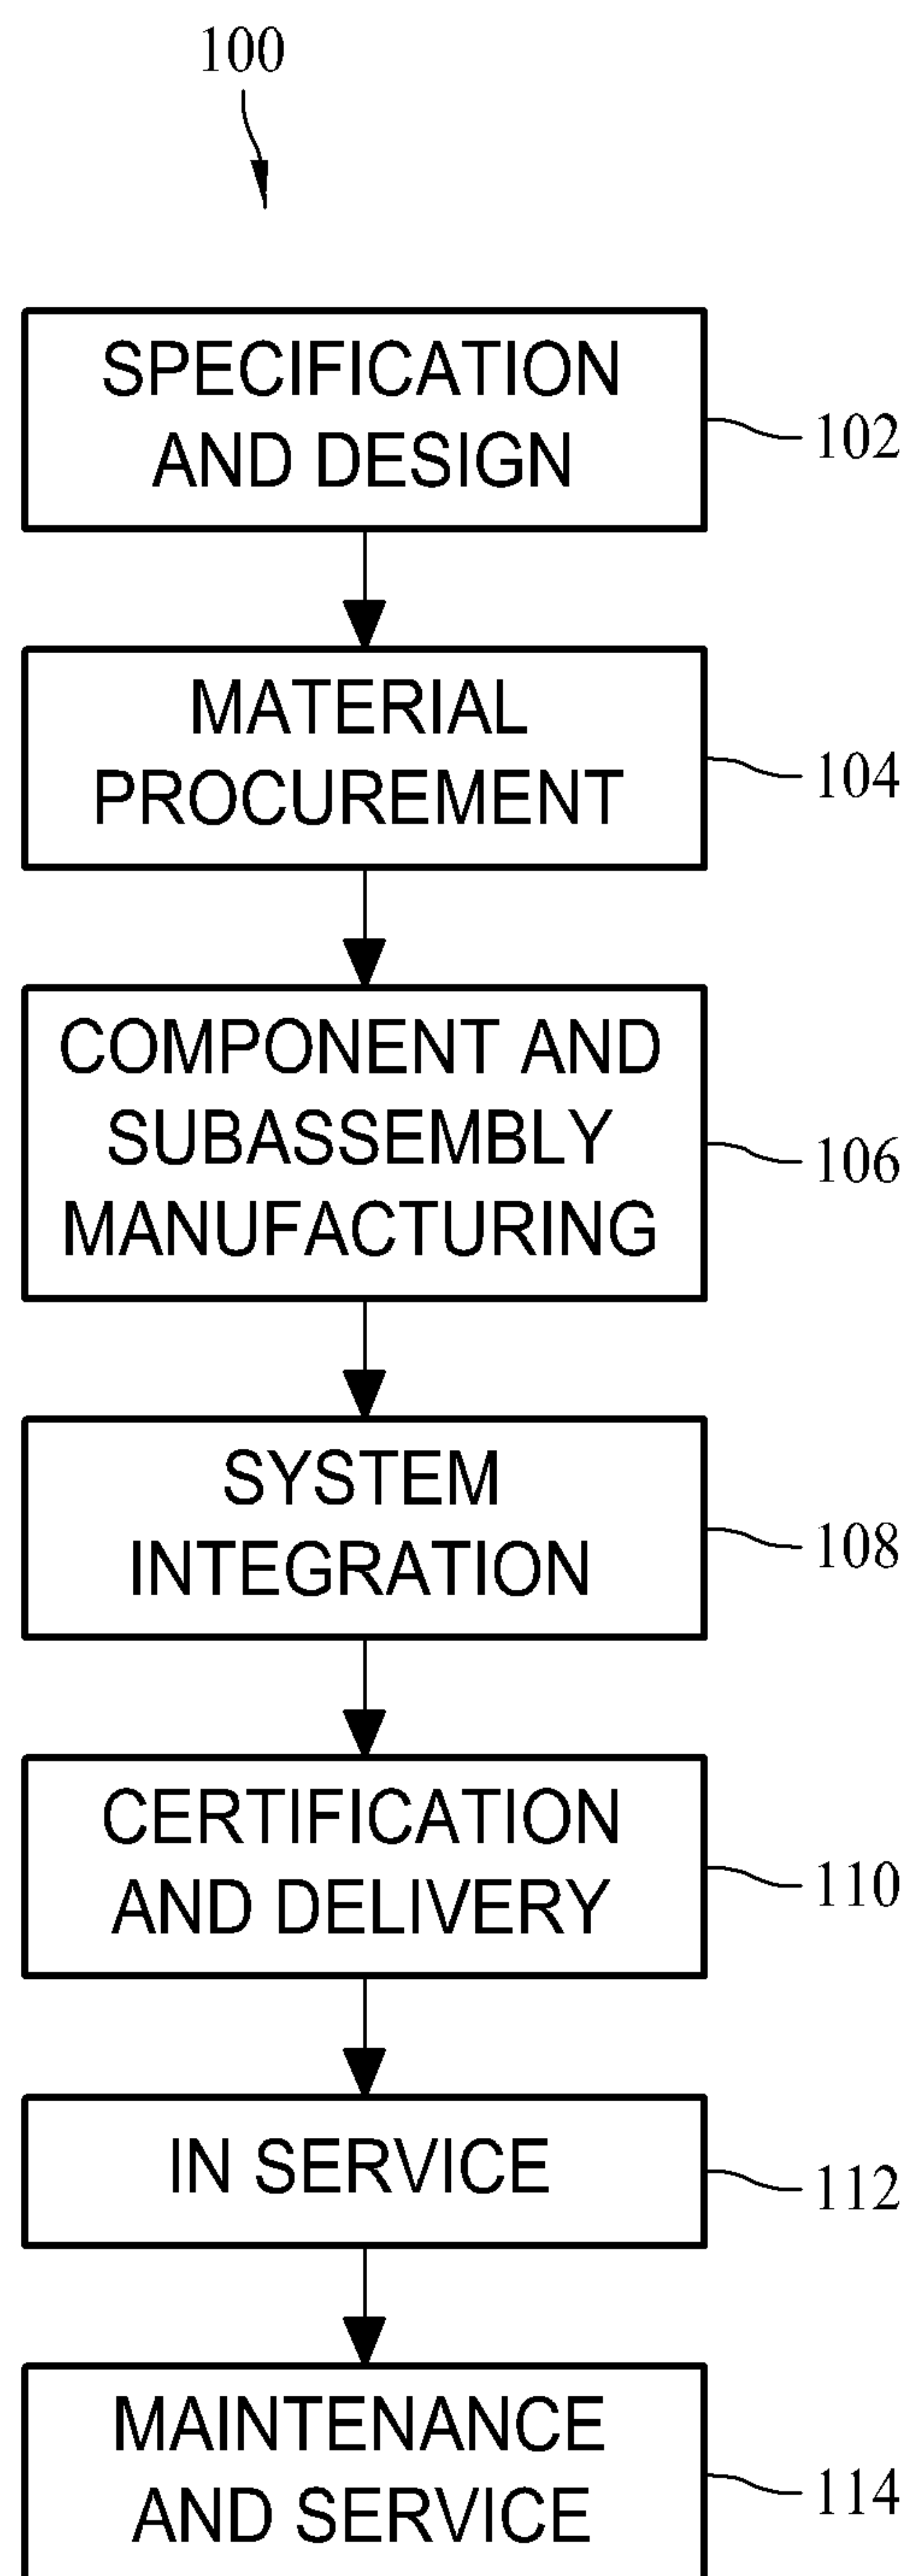 100
SPECIFICATION
AND DESIGN
102
MATERIAL
PROCUREMENT
104
COMPONENT AND
SUBASSEMBLY
MANUFACTURING
106
SYSTEM
INTEGRATION
108
CERTIFICATION
AND DELIVERY
110
IN SERVICE
112
MAINTENANCE
AND SERVICE
114